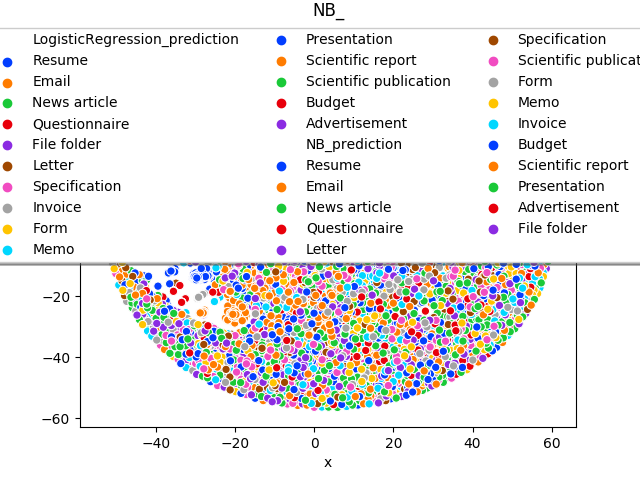 NB_
LogisticRegression_prediction
Resume
Email
News article
Questionnaire
File folder
Letter
Specification
Invoice
Form
Memo
Presentation
Scientific report
Scientific publication
Budget
Advertisement
NB_prediction
Resume
Email
News article
Questionnaire
Letter
Specification
Scientific publicat
Form
Memo
Invoice
Budget
Scientific report
Presentation
Advertisement
File folder
−20
−40
−60
−40 −20 0 20 40 60
x